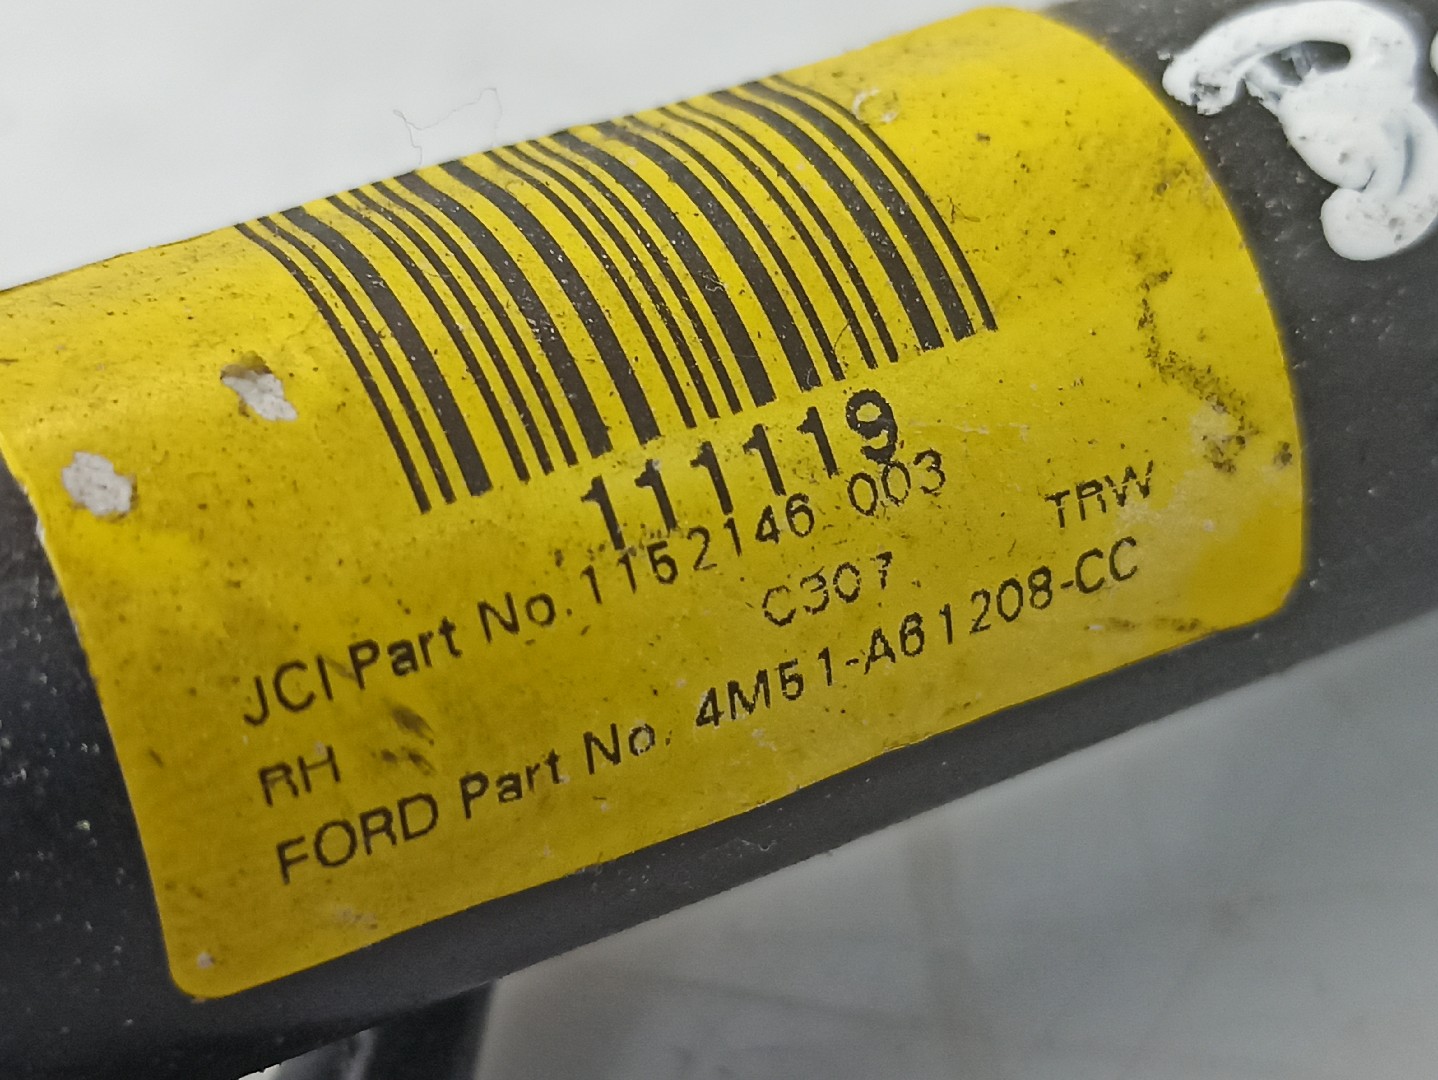 111119
JCI Part No. 1152146 003
RH C307 TRW
FORD Part No. 4M51-A61208-CC